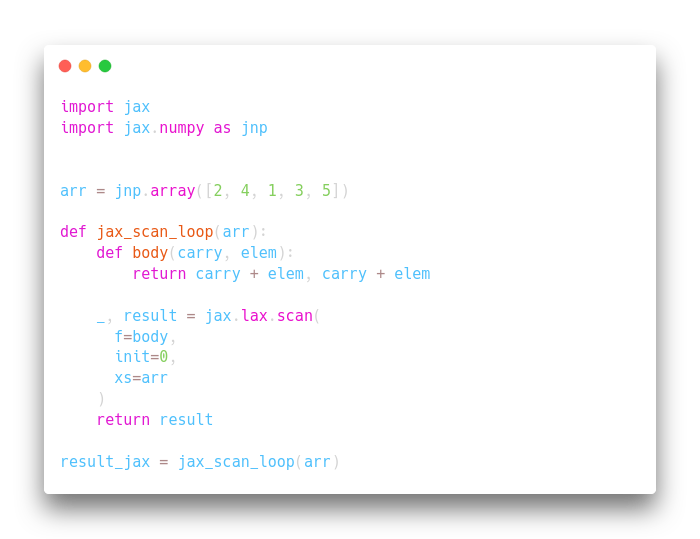 import jax
import jax.numpy as jnp
arr = jnp.array([2, 4, 1, 3, 5])
def jax_scan_loop(arr):
    def body(carry, elem):
        return carry + elem, carry + elem
    _, result = jax.lax.scan(
      f=body,
      init=0,
      xs=arr
    )
    return result
result_jax = jax_scan_loop(arr)